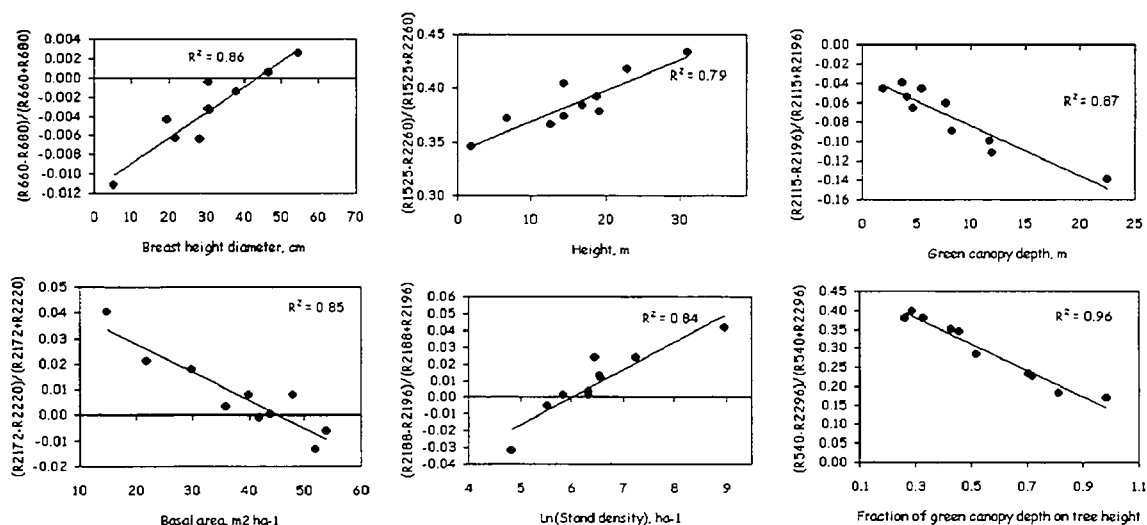 (R660-R680)/(R660+R680)
0.004
0.002
0.000
-0.002
-0.004
-0.006
-0.008
-0.010
-0.012
R² = 0.86
0 10 20 30 40 50 60 70
Breast height diameter, cm
(R1525-R2260)/(R1525+R2260)
0.45
0.40
0.35
0.30
R² = 0.79
0 10 20 30 40
Height, m
(R2115-R2196)/(R2115+R2196)
0.00
-0.02
-0.04
-0.06
-0.08
-0.10
-0.12
-0.14
-0.16
R² = 0.87
0 5 10 15 20 25
Green canopy depth, m
(R2172-R2220)/(R2172+R2220)
0.05
0.04
0.03
0.02
0.01
0.00
-0.01
-0.02
R² = 0.85
10 20 30 40 50 60
Basal area, m2 ha-1
(R2188-R2196)/(R2188+R2196)
0.06
0.05
0.04
0.03
0.02
0.01
0.00
-0.01
-0.02
-0.03
-0.04
R² = 0.84
4 5 6 7 8 9
Ln(Stand density), ha-1
(R540-R2296)/(R540+R2296)
0.45
0.40
0.35
0.30
0.25
0.20
0.15
0.10
0.05
0.00
R² = 0.96
0.1 0.3 0.5 0.7 0.9 1.1
Fraction of green canopy depth on tree height